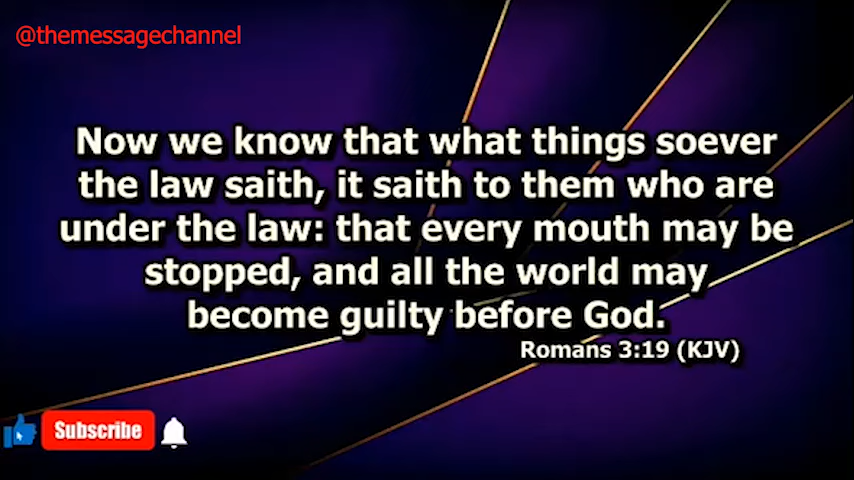 @themessagechannel
Now we know that what things soever
the law saith, it saith to them who are
under the law: that every mouth may be
stopped, and all the world may
become guilty before God.
Romans 3:19 (KJV)
Subscribe